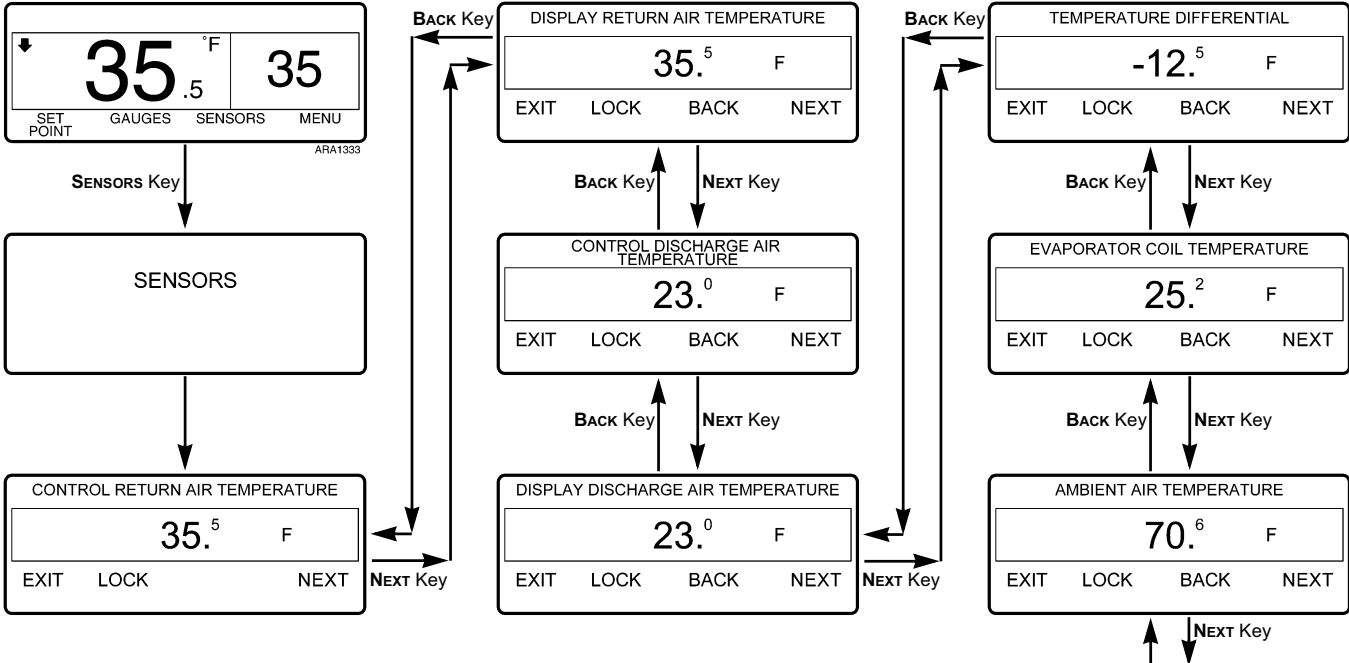 35.5 °F 35
SET POINT GAUGES SENSORS MENU
ARA1333
SENSORS Key
SENSORS
CONTROL RETURN AIR TEMPERATURE
35.5 F
EXIT LOCK NEXT
NEXT Key
BACK Key
DISPLAY RETURN AIR TEMPERATURE
35.5 F
EXIT LOCK BACK NEXT
BACK Key NEXT Key
CONTROL DISCHARGE AIR
TEMPERATURE
23.0 F
EXIT LOCK BACK NEXT
BACK Key NEXT Key
DISPLAY DISCHARGE AIR TEMPERATURE
23.0 F
EXIT LOCK BACK NEXT
NEXT Key
BACK Key
TEMPERATURE DIFFERENTIAL
-12.5 F
EXIT LOCK BACK NEXT
BACK Key NEXT Key
EVAPORATOR COIL TEMPERATURE
25.2 F
EXIT LOCK BACK NEXT
BACK Key NEXT Key
AMBIENT AIR TEMPERATURE
70.6 F
EXIT LOCK BACK NEXT
NEXT Key